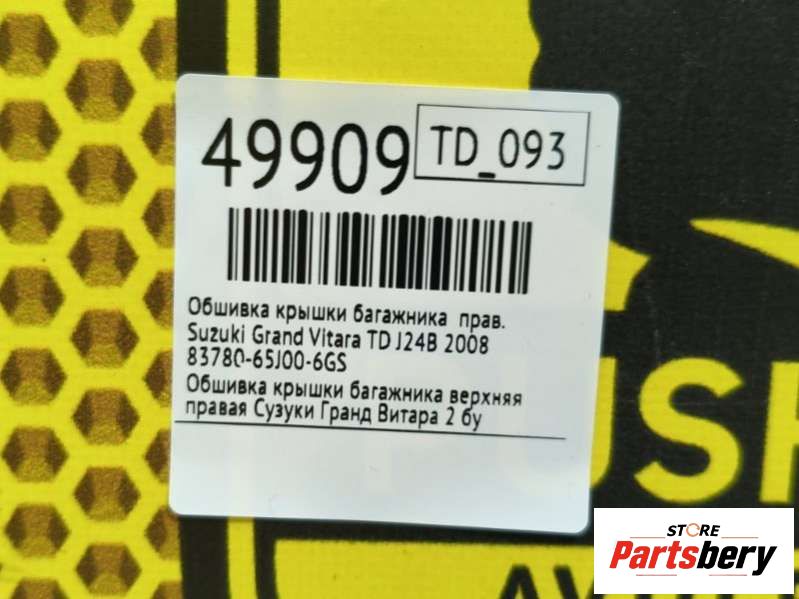 49909
TD_093
Обшивка крышки багажника прав.
Suzuki Grand Vitara TD J24B 2008
83780-65J00-6GS
Обшивка крышки багажника верхняя
правая Сузуки Гранд Витара 2 бу
STORE
Partsbery